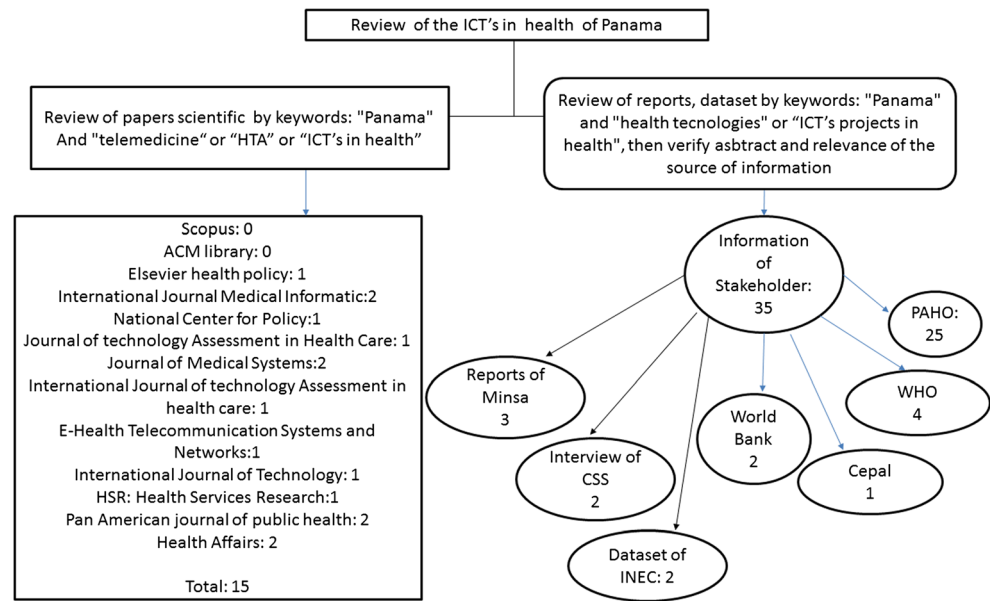 Review of the ICT's in health of Panama
Review of papers scientific by keywords: "Panama"
And "telemedicine“ or “HTA” or “ICT’s in health”
Review of reports, dataset by keywords: "Panama"
and "health tecnologies" or “ICT’s projects in
health", then verify asbtract and relevance of the
source of information
Scopus: 0
ACM library: 0
Elsevier health policy: 1
International Journal Medical Informatic:2
National Center for Policy:1
Journal of technology Assessment in Health Care: 1
Journal of Medical Systems:2
International Journal of technology Assessment in
health care: 1
E-Health Telecommunication Systems and
Networks:1
International Journal of Technology: 1
HSR: Health Services Research:1
Pan American journal of public health: 2
Health Affairs: 2
Total: 15
Information
of
Stakeholder:
35
PAHO:
25
WHO
4
Cepal
1
World
Bank
2
Reports of
Minsa
3
Interview of
CSS
2
Dataset of
INEC: 2